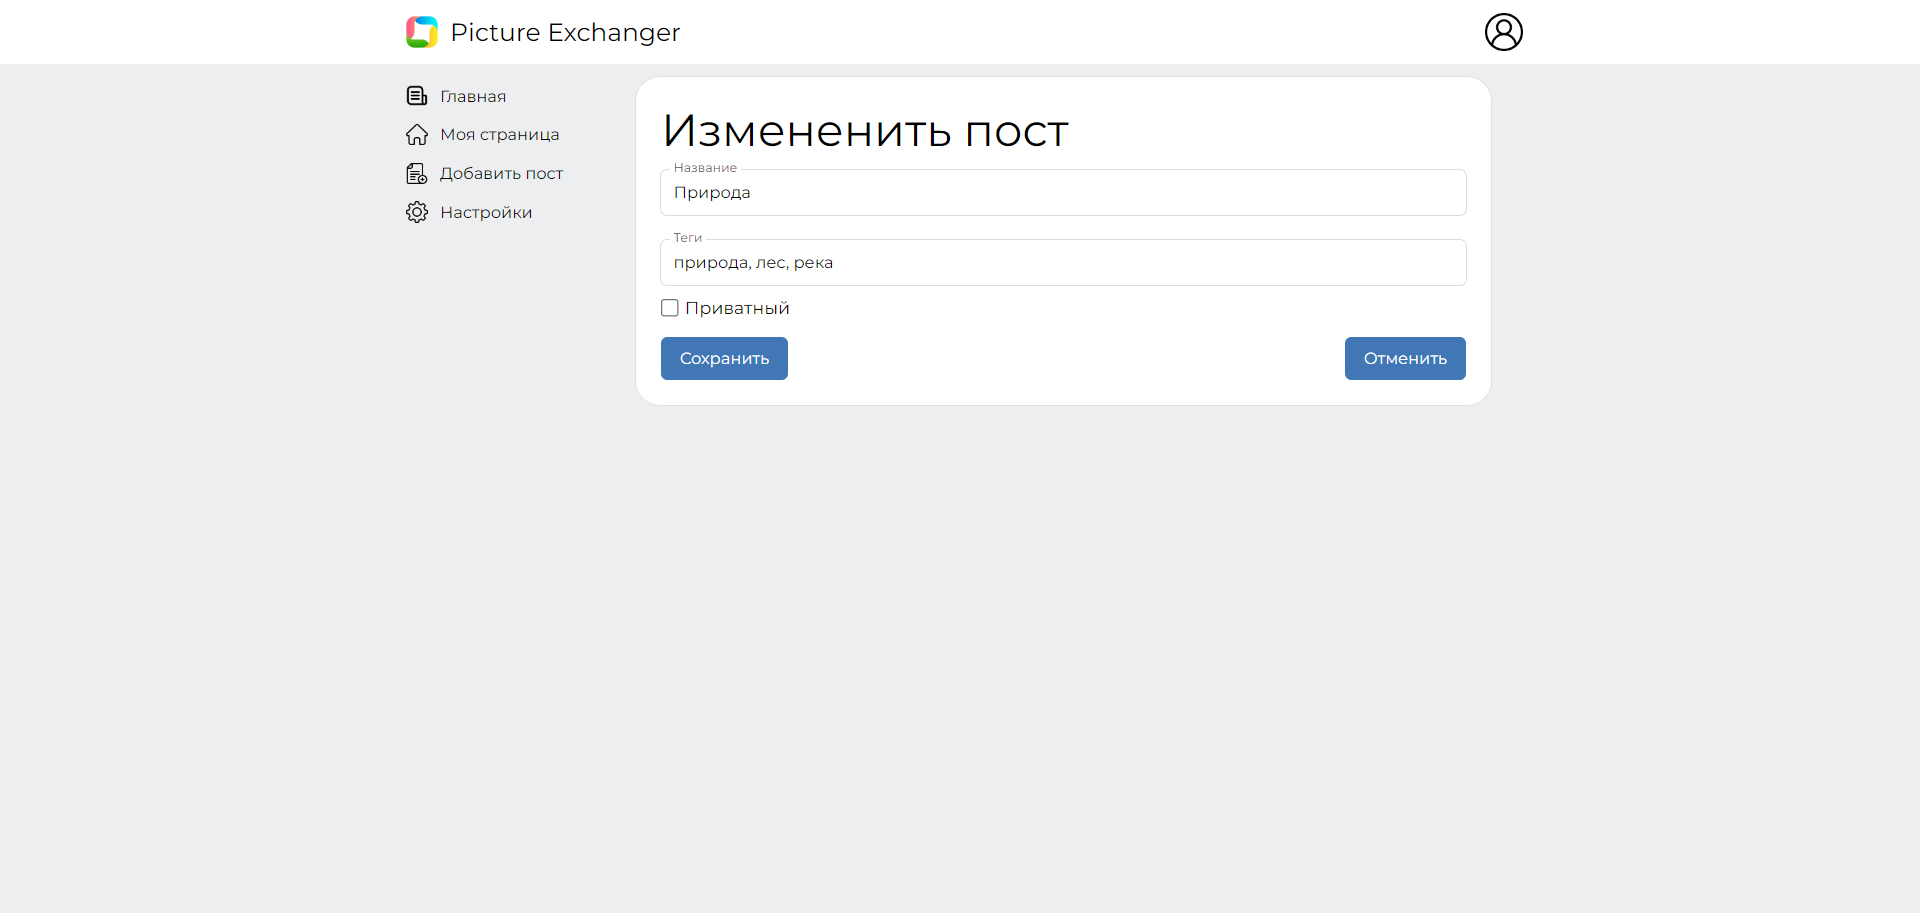 Picture Exchanger
Главная
Моя страница
Добавить пост
Настройки
Измененить пост
Название
Природа
Теги
природа, лес, река
Приватный
Сохранить
Отменить